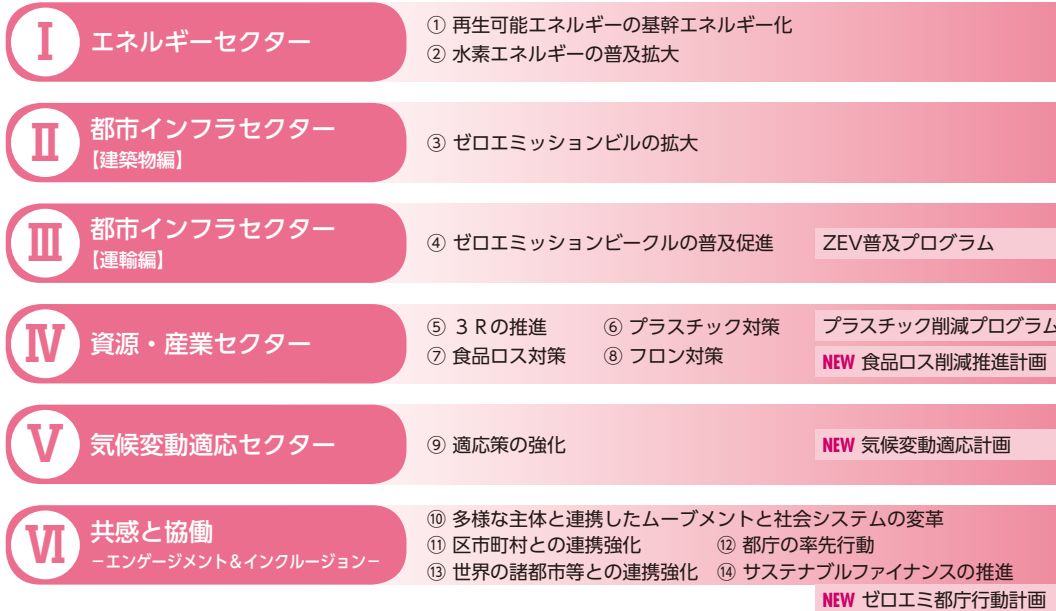 Ⅰ エネルギーセクター
① 再生可能エネルギーの基幹エネルギー化
② 水素エネルギーの普及拡大
Ⅱ 都市インフラセクター
【建築物編】
③ ゼロエミッションビルの拡大
Ⅲ 都市インフラセクター
【運輸編】
④ ゼロエミッションビークルの普及促進 ZEV普及プログラム
Ⅳ 資源・産業セクター
⑤ ３Ｒの推進 ⑥ プラスチック対策 プラスチック削減プログラム
⑦ 食品ロス対策 ⑧ フロン対策 NEW 食品ロス削減推進計画
Ⅴ 気候変動適応セクター
⑨ 適応策の強化 NEW 気候変動適応計画
Ⅵ 共感と協働
－エンゲージメント＆インクルージョン－
⑩ 多様な主体と連携したムーブメントと社会システムの変革
⑪ 区市町村との連携強化 ⑫ 都庁の率先行動
⑬ 世界の諸都市等との連携強化 ⑭ サステナブルファイナンスの推進
NEW ゼロエミ都庁行動計画